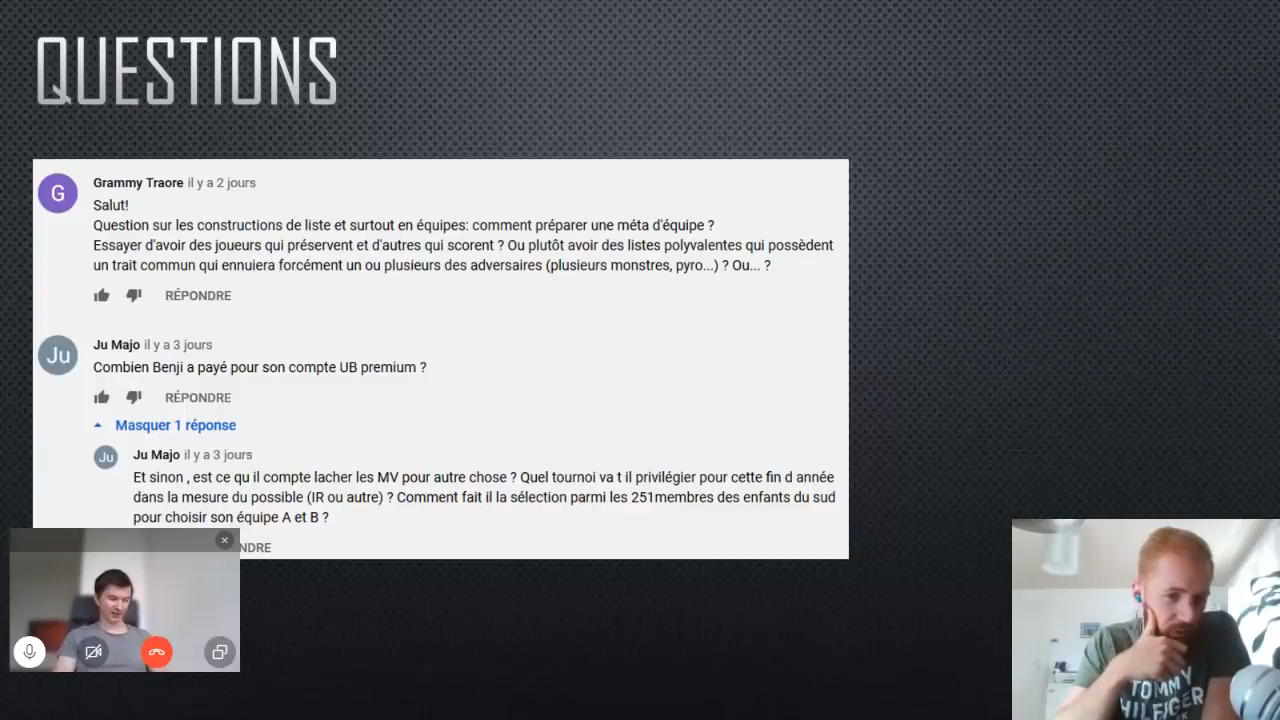 QUESTIONS
G
Grammy Traore il y a 2 jours
Salut!
Question sur les constructions de liste et surtout en équipes: comment préparer une méta d'équipe ?
Essayer d'avoir des joueurs qui préservent et d'autres qui scorent ? Ou plutôt avoir des listes polyvalentes qui possèdent
un trait commun qui ennuiera forcément un ou plusieurs des adversaires (plusieurs monstres, pyro...) ? Ou... ?
RÉPONDRE
Ju
Ju Majo il y a 3 jours
Combien Benji a payé pour son compte UB premium ?
RÉPONDRE
Masquer 1 réponse
Ju
Ju Majo il y a 3 jours
Et sinon , est ce qu il compte lacher les MV pour autre chose ? Quel tournoi va t il privilégier pour cette fin d année
dans la mesure du possible (IR ou autre) ? Comment fait il la sélection parmi les 251membres des enfants du sud
pour choisir son équipe A et B ?
NDRE
TOMMY
HILFIGER